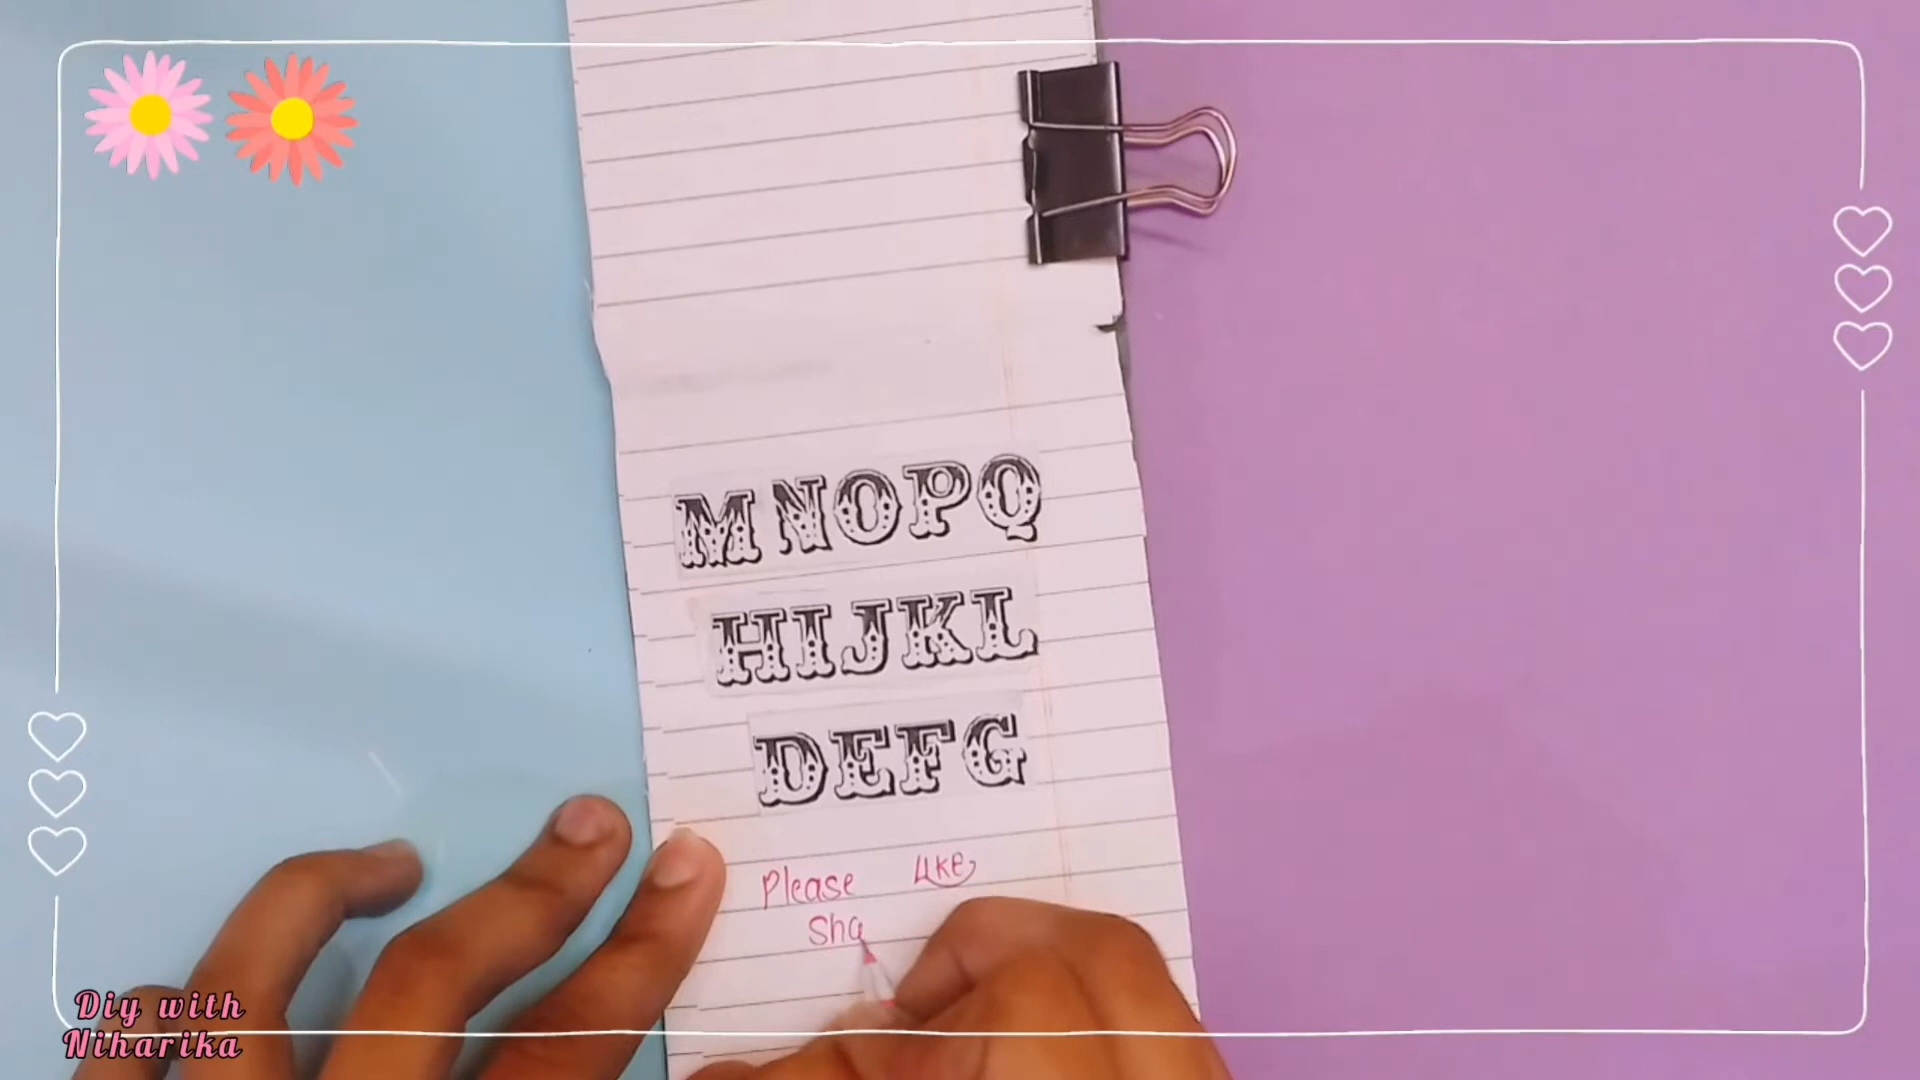 MNOPQ
HIJKL
DEFG
Please Like
Sha
Diy with
Niharika